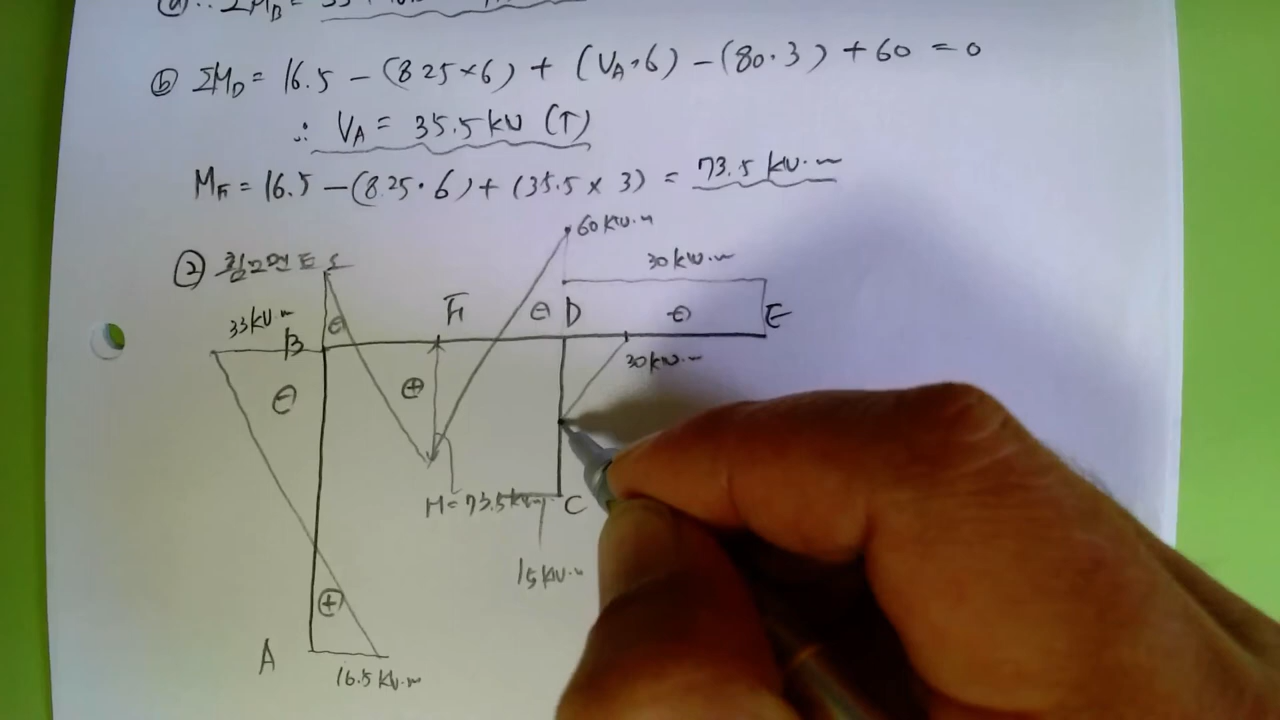 ⓐ ∴ ΣM_B = 33
ⓑ ΣM_D = 16.5 - (8.25×6) + (V_A·6) - (80·3) + 60 = 0
∴ V_A = 35.5 kN (↑)
M_F = 16.5 - (8.25·6) + (35.5 × 3) = 73.5 kN·m
60 kN·m
② 휨모멘트도
30 kN·m
33 kN·m
B
⊖
F
⊖
D
⊖
E
30 kN·m
⊖
⊕
M = 73.5 kN·m
C
15 kN·m
⊕
A
16.5 kN·m